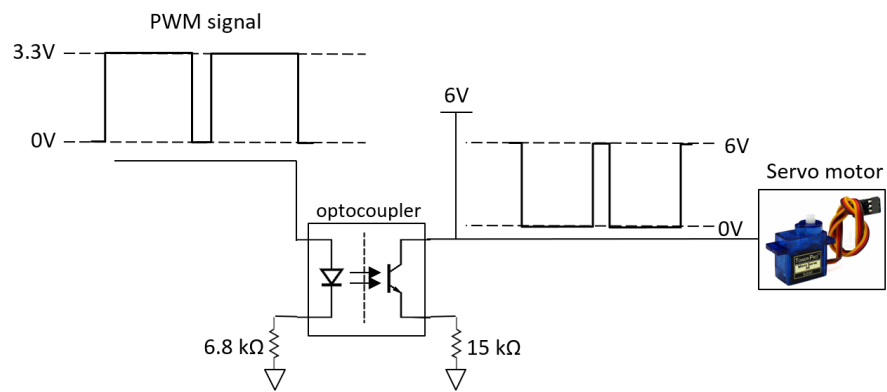 PWM signal
3.3V
0V
6V
6V
0V
Servo motor
optocoupler
6.8 kΩ
15 kΩ